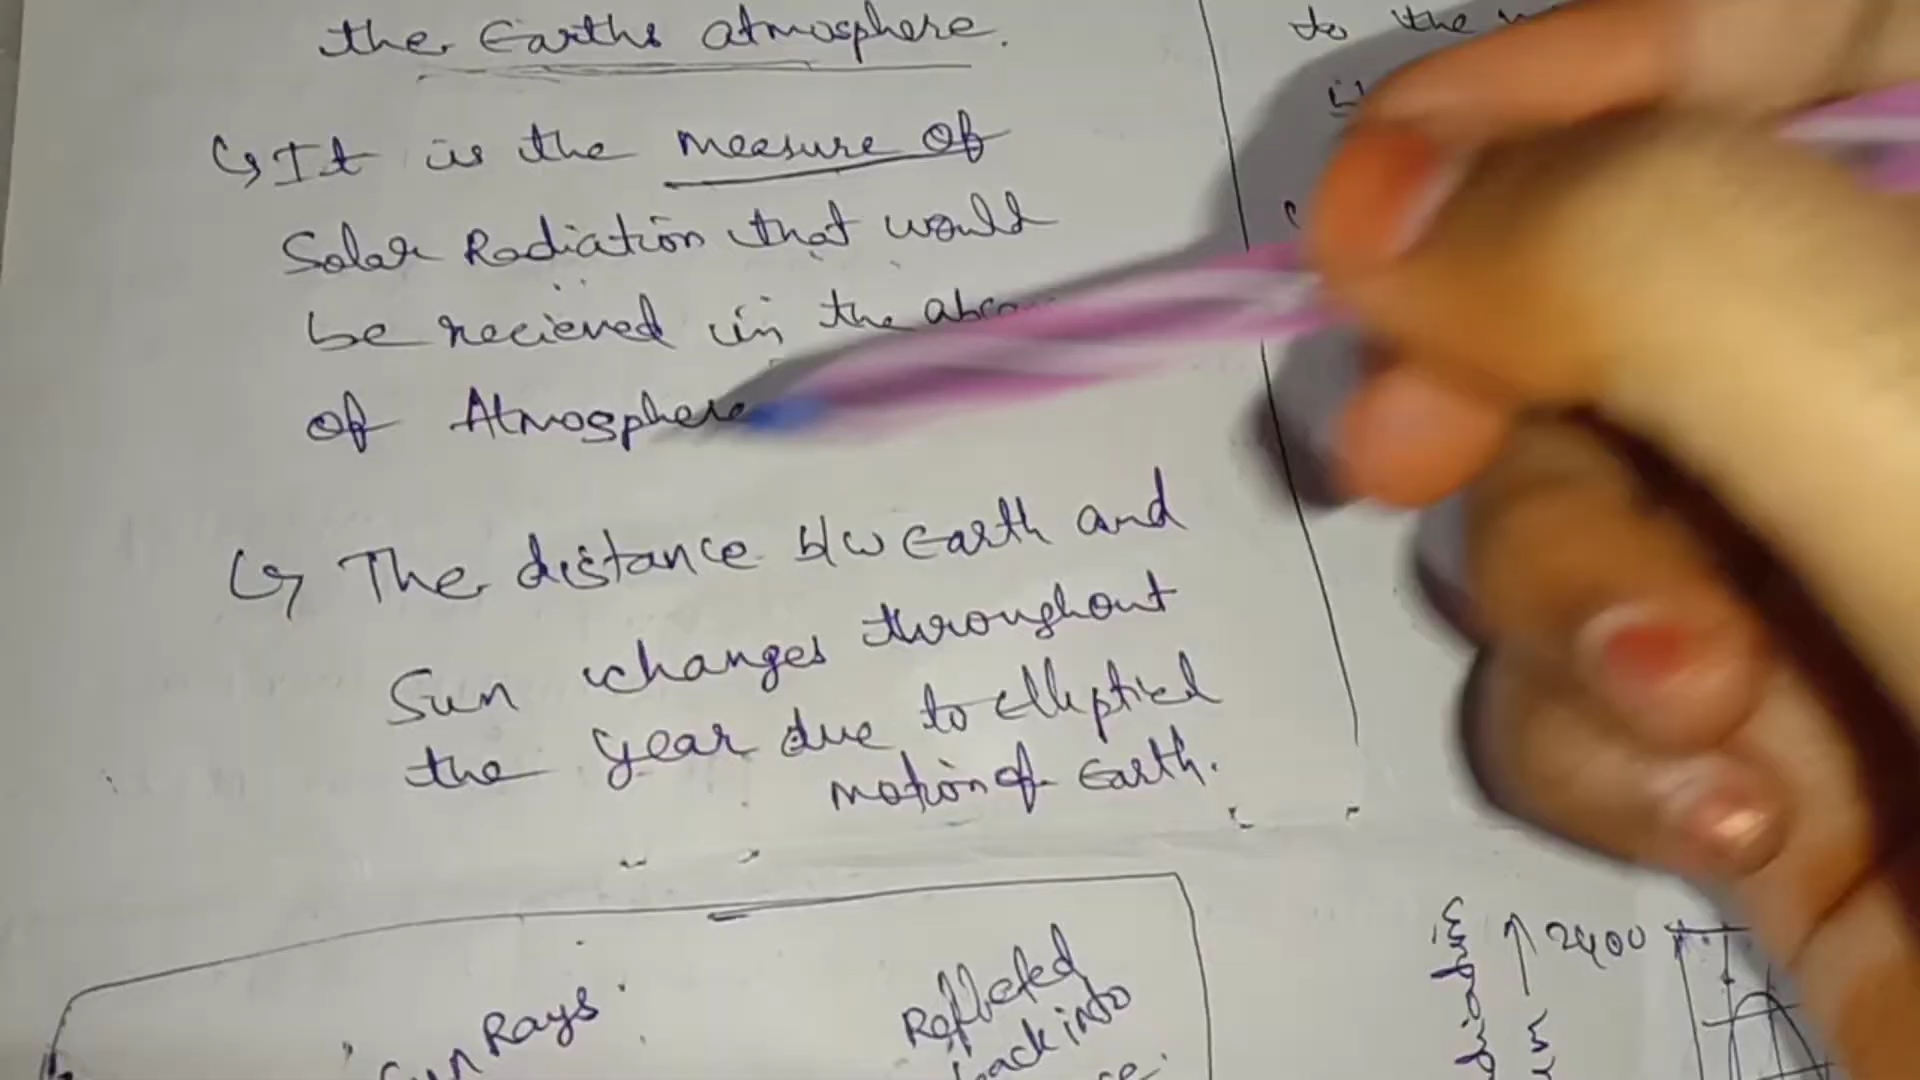 the Earths atmosphere.
It is the measure of
Solar Radiation that would
be recieved in the
of Atmosphere
The distance b/w Earth and
Sun changes throughout
the year due to elliptical
motion of Earth.
Sun Rays.
Reflected
back into
to the
2400